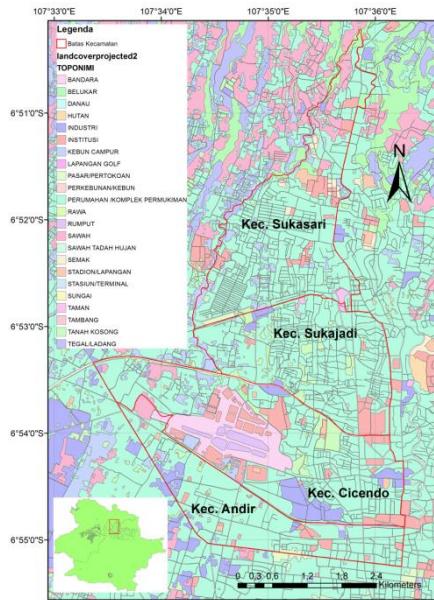 107°33'0"E 107°34'0"E 107°35'0"E 107°36'0"E
Legenda
Batas Kecamatan
landcoverprojected2
TOPONIMI
BANDARA
BELUKAR
DANAU
HUTAN
INDUSTRI
INSTITUSI
KEBUN CAMPUR
LAPANGAN GOLF
PASAR/PERTOKOAN
PERKEBUNAN/KEBUN
PERUMAHAN (KOMPLEK PERMUKIMAN)
RAWA
RUMPUT
SAWAH
SAWAH TADAH HUJAN
SEMAK
STADION/LAPANGAN
STASIUN/TERMINAL
SUNGAI
TAMAN
TAMBANG
TANAH KOSONG
TEGAL/LADANG
N
6°51'0"S
6°52'0"S
6°53'0"S
6°54'0"S
6°55'0"S
Kec. Sukasari
Kec. Sukajadi
Kec. Cicendo
Kec. Andir
0 0,3 0,6 1,2 1,8 2,4
Kilometers